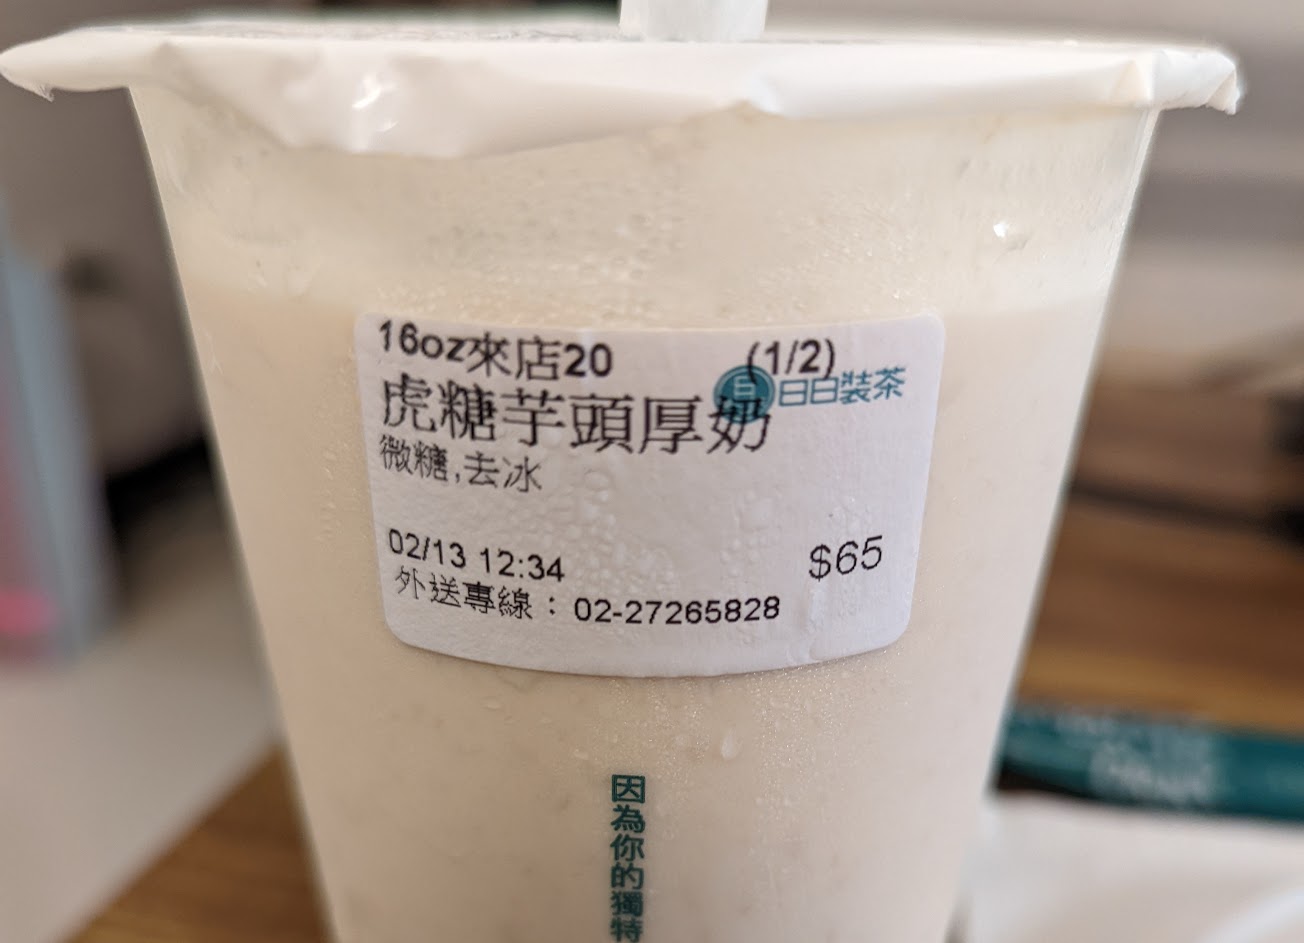 16oz來店20 (1/2)
日日裝茶
虎糖芋頭厚奶
微糖,去冰
02/13 12:34 $65
外送專線：02-27265828
因為你的獨特